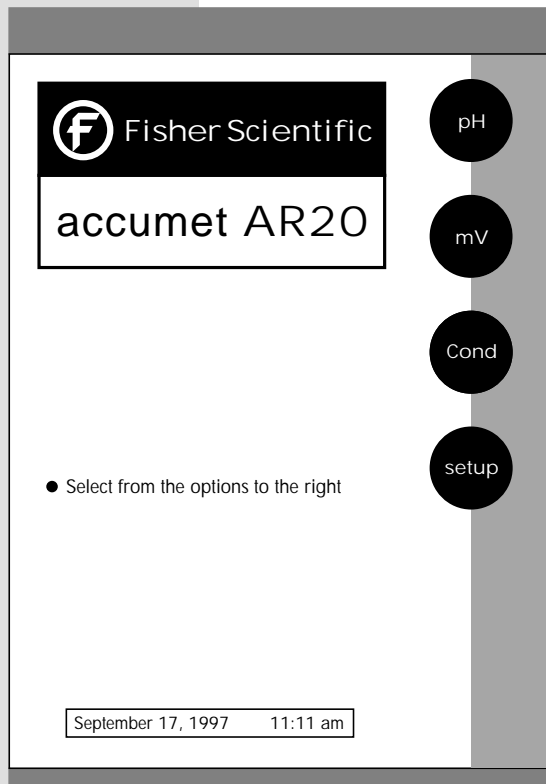 Fisher Scientific
accumet AR20
pH
mV
Cond
setup
Select from the options to the right
September 17, 1997 11:11 am